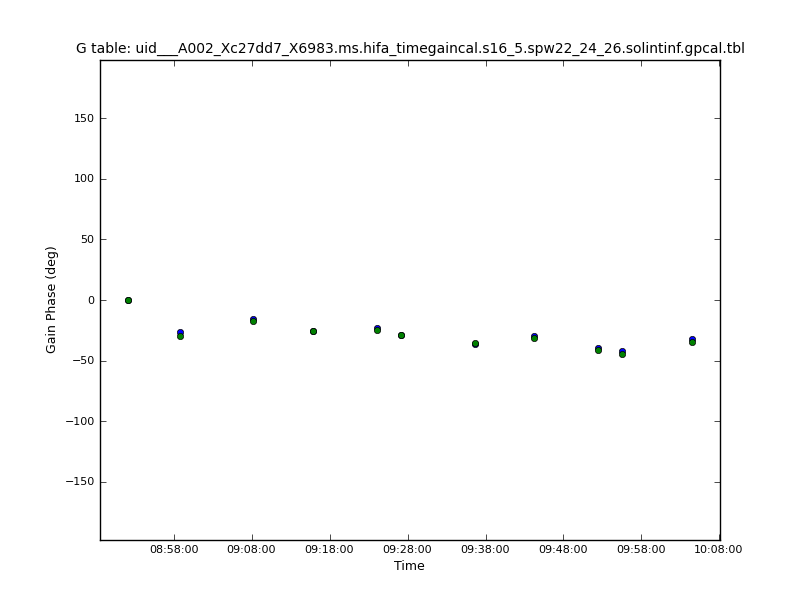 G table: uid___A002_Xc27dd7_X6983.ms.hifa_timegaincal.s16_5.spw22_24_26.solintinf.gpcal.tbl
150
100
50
0
−50
−100
−150
Gain Phase (deg)
08:58:00 09:08:00 09:18:00 09:28:00 09:38:00 09:48:00 09:58:00 10:08:00
Time